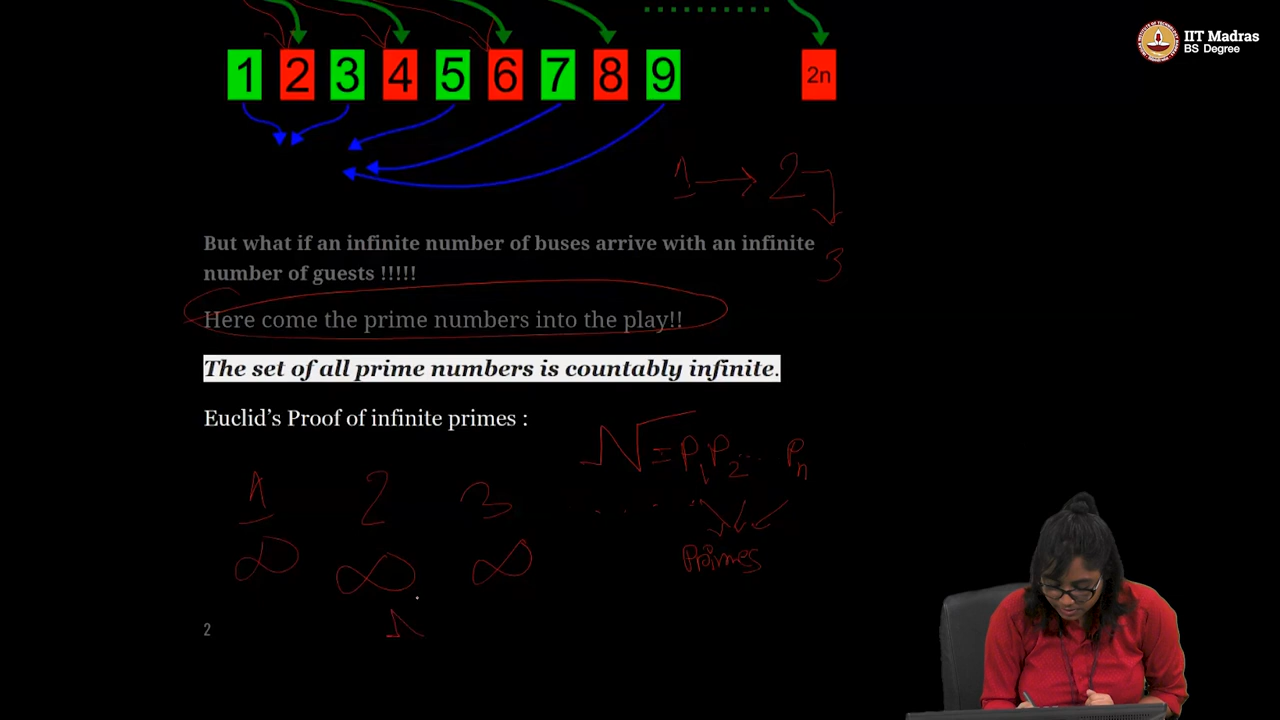 IIT Madras
BS Degree
1 2 3 4 5 6 7 8 9 2n
1 → 2
3
But what if an infinite number of buses arrive with an infinite
number of guests !!!!!
Here come the prime numbers into the play!!
The set of all prime numbers is countably infinite.
Euclid's Proof of infinite primes :
N = P1 P2 ... Pn
1 2 3 . . . .
∞ ∞ ∞
Primes
2